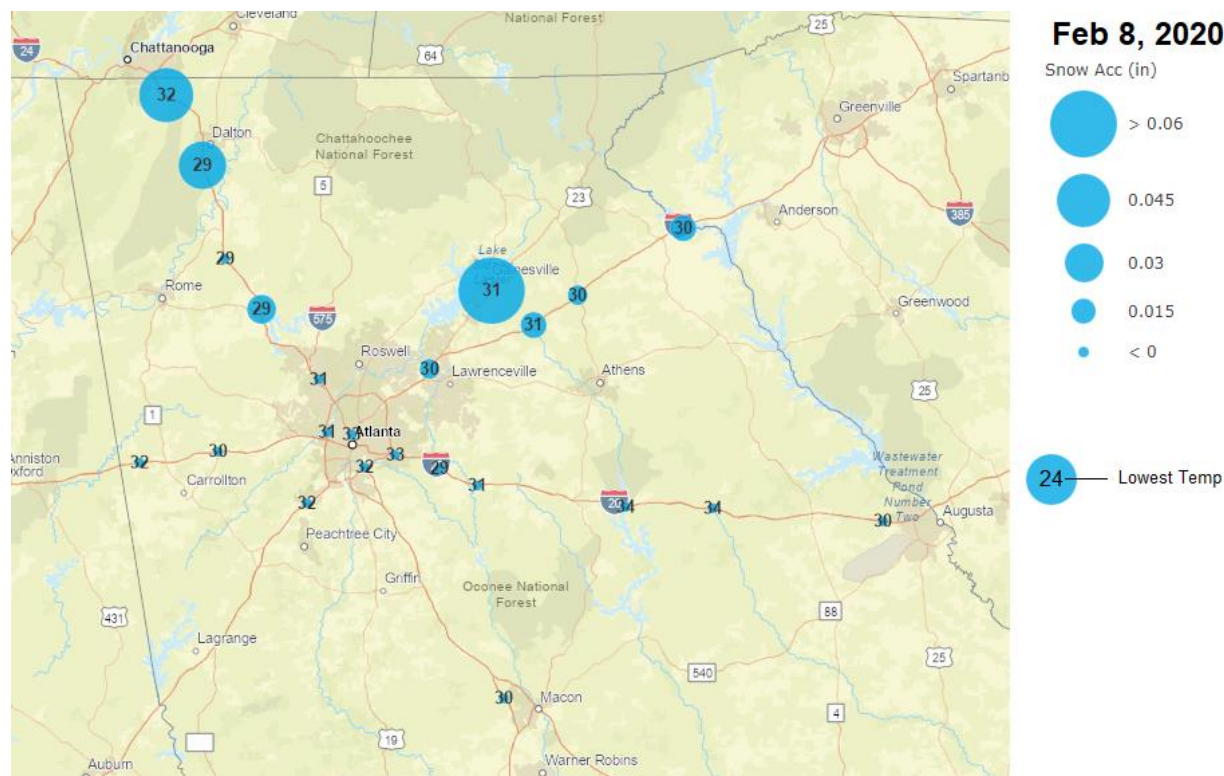 Cleveland
National Forest
25
24
Chattanooga
64
Spartanb
32
Greenville
Dalton
Chattahoochee
National Forest
29
5
23
Anderson
385
30
Lake
29
Gainesville
Rome
31
30
29
575
31
Greenwood
Roswell
30
Lawrenceville
Athens
31
25
1
31
33
Atlanta
30
33
Anniston
Oxford
32
32
29
Wastewater
Treatment
Pond
Number
Two
Carrollton
31
32
20
34
34
30
Augusta
Peachtree City
Griffin
Oconee National
Forest
431
88
Lagrange
25
540
30
Macon
4
19
Auburn
Warner Robins
Feb 8, 2020
Snow Acc (in)
> 0.06
0.045
0.03
0.015
< 0
24
Lowest Temp